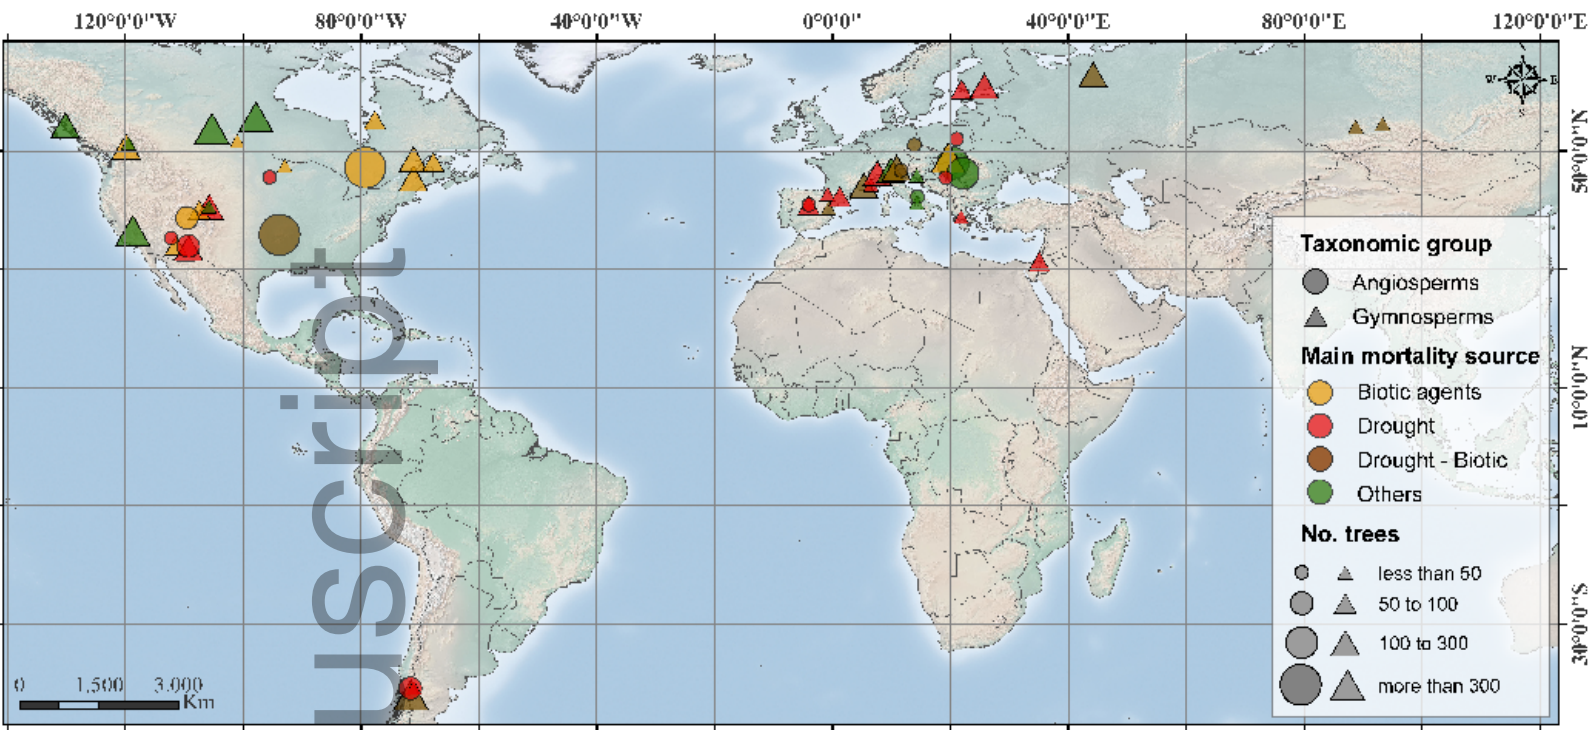 120°0'0"W 80°0'0"W 40°0'0"W 0°0'0" 40°0'0"E 80°0'0"E 120°0'0"E
W E
S
50°0'0"N
Taxonomic group
Angiosperms
Gymnosperms
Main mortality source
10°0'0"N
Biotic agents
Drought
Drought - Biotic
Others
No. trees
less than 50
50 to 100
30°0'0"S
100 to 300
more than 300
0 1.500 3.000
Km
uscript